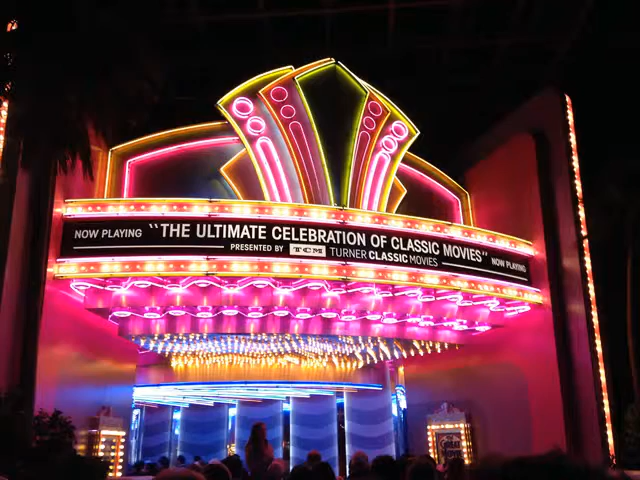 NOW PLAYING "THE ULTIMATE CELEBRATION OF CLASSIC MOVIES" NOW PLAYING
PRESENTED BY TCM TURNER CLASSIC MOVIES